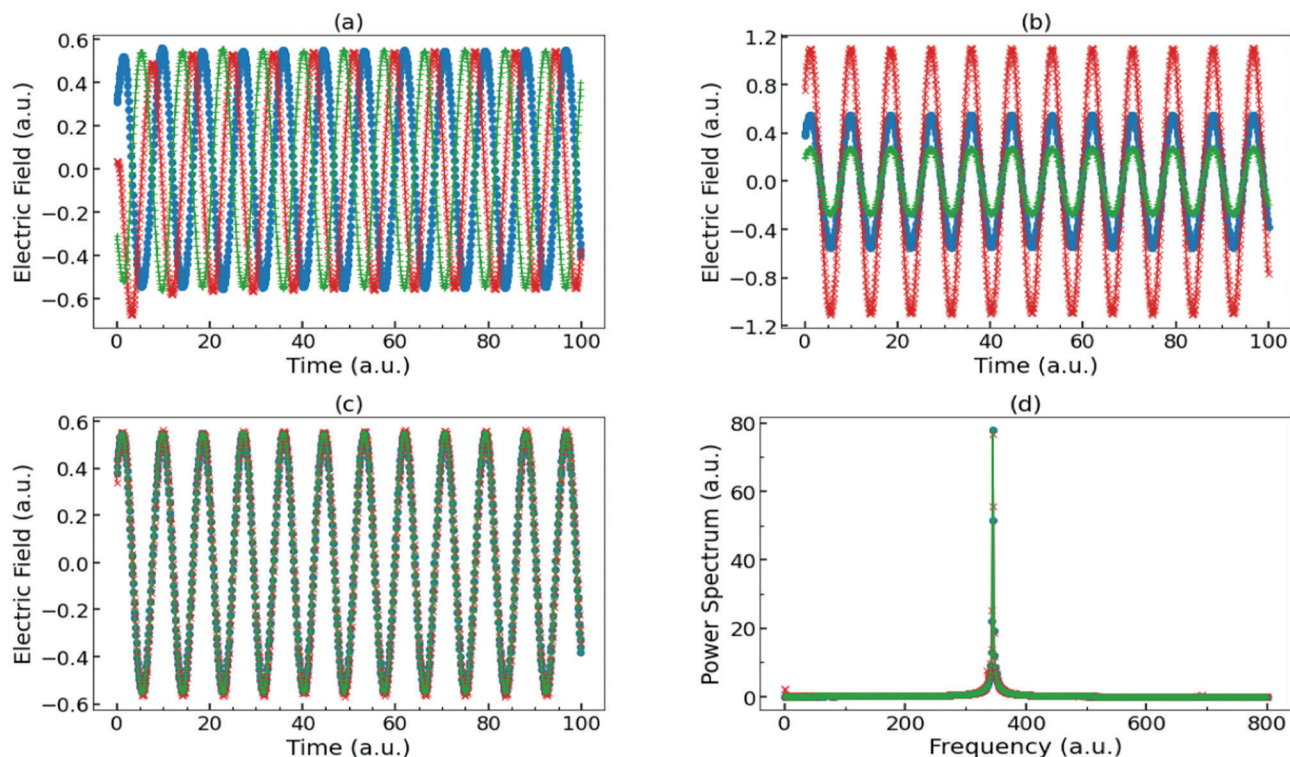 (a)
0.6
0.4
0.2
0.0
−0.2
−0.4
−0.6
Electric Field (a.u.)
0 20 40 60 80 100
Time (a.u.)
(b)
1.2
0.8
0.4
0.0
−0.4
−0.8
−1.2
Electric Field (a.u.)
0 20 40 60 80 100
Time (a.u.)
(c)
0.6
0.4
0.2
0.0
−0.2
−0.4
−0.6
Electric Field (a.u.)
0 20 40 60 80 100
Time (a.u.)
(d)
80
60
40
20
0
Power Spectrum (a.u.)
0 200 400 600 800
Frequency (a.u.)